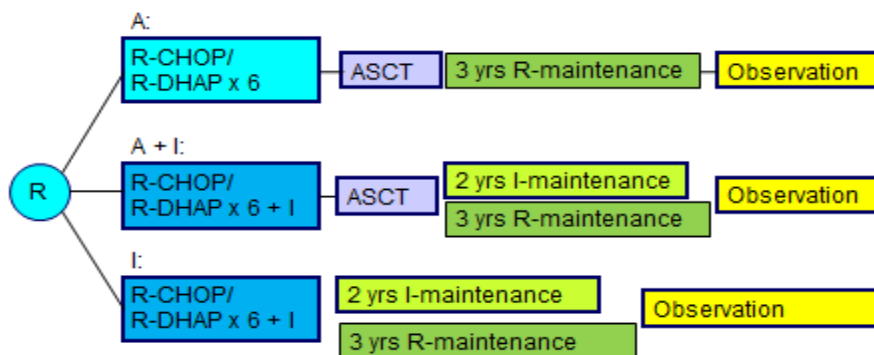 A:
R-CHOP/
R-DHAP x 6
ASCT
3 yrs R-maintenance
Observation
R
A + I:
R-CHOP/
R-DHAP x 6 + I
ASCT
2 yrs I-maintenance
3 yrs R-maintenance
Observation
I:
R-CHOP/
R-DHAP x 6 + I
2 yrs I-maintenance
3 yrs R-maintenance
Observation